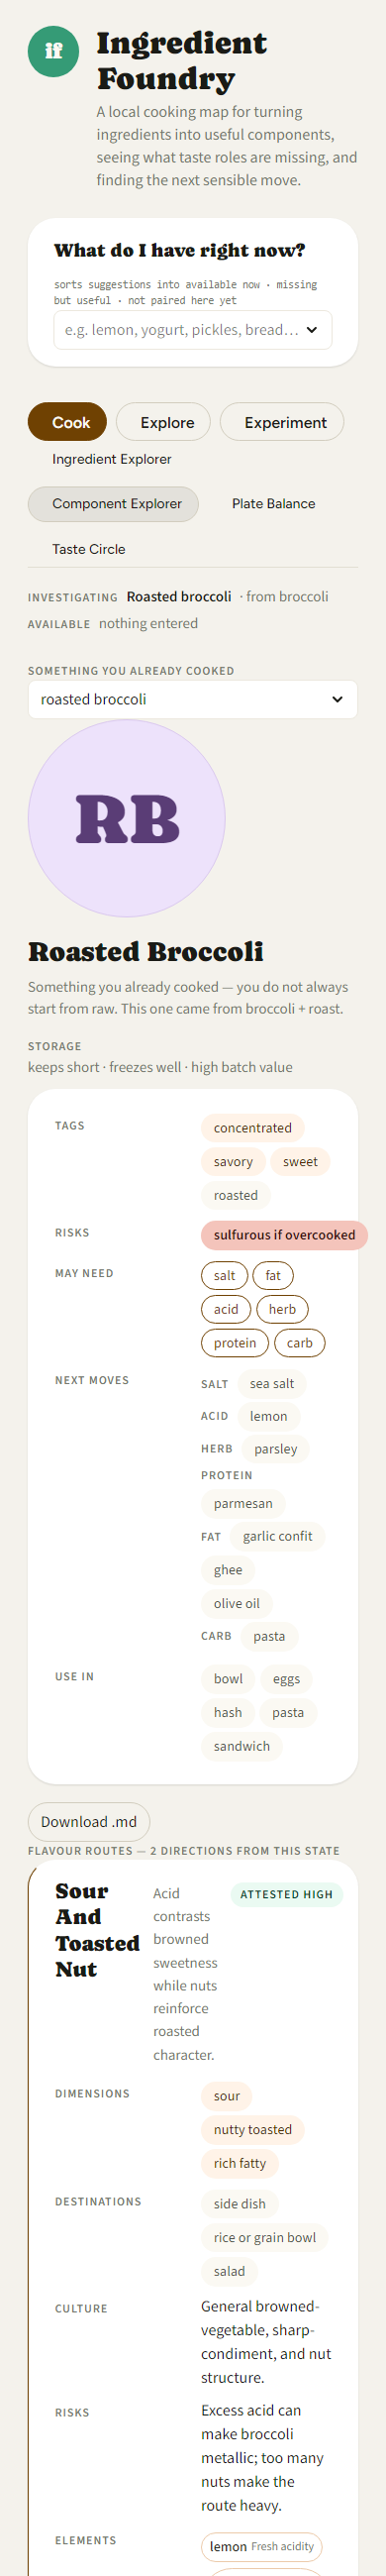 if
Ingredient
Foundry
A local cooking map for turning
ingredients into useful components,
seeing what taste roles are missing, and
finding the next sensible move.
What do I have right now?
sorts suggestions into available now · missing
but useful · not paired here yet
e.g. lemon, yogurt, pickles, bread…
Cook Explore Experiment
Ingredient Explorer
Component Explorer Plate Balance
Taste Circle
INVESTIGATING Roasted broccoli · from broccoli
AVAILABLE nothing entered
SOMETHING YOU ALREADY COOKED
roasted broccoli
RB
Roasted Broccoli
Something you already cooked — you do not always
start from raw. This one came from broccoli + roast.
STORAGE
keeps short · freezes well · high batch value
TAGS concentrated
savory sweet
roasted
RISKS sulfurous if overcooked
MAY NEED salt fat
acid herb
protein carb
NEXT MOVES SALT sea salt
ACID lemon
HERB parsley
PROTEIN
parmesan
FAT garlic confit
ghee
olive oil
CARB pasta
USE IN bowl eggs
hash pasta
sandwich
Download .md
FLAVOUR ROUTES — 2 DIRECTIONS FROM THIS STATE
Sour
And
Toasted
Nut
Acid
contrasts
browned
sweetness
while nuts
reinforce
roasted
character.
ATTESTED HIGH
DIMENSIONS sour
nutty toasted
rich fatty
DESTINATIONS side dish
rice or grain bowl
salad
CULTURE General browned-
vegetable, sharp-
condiment, and nut
structure.
RISKS Excess acid can
make broccoli
metallic; too many
nuts make the
route heavy.
ELEMENTS lemon Fresh acidity